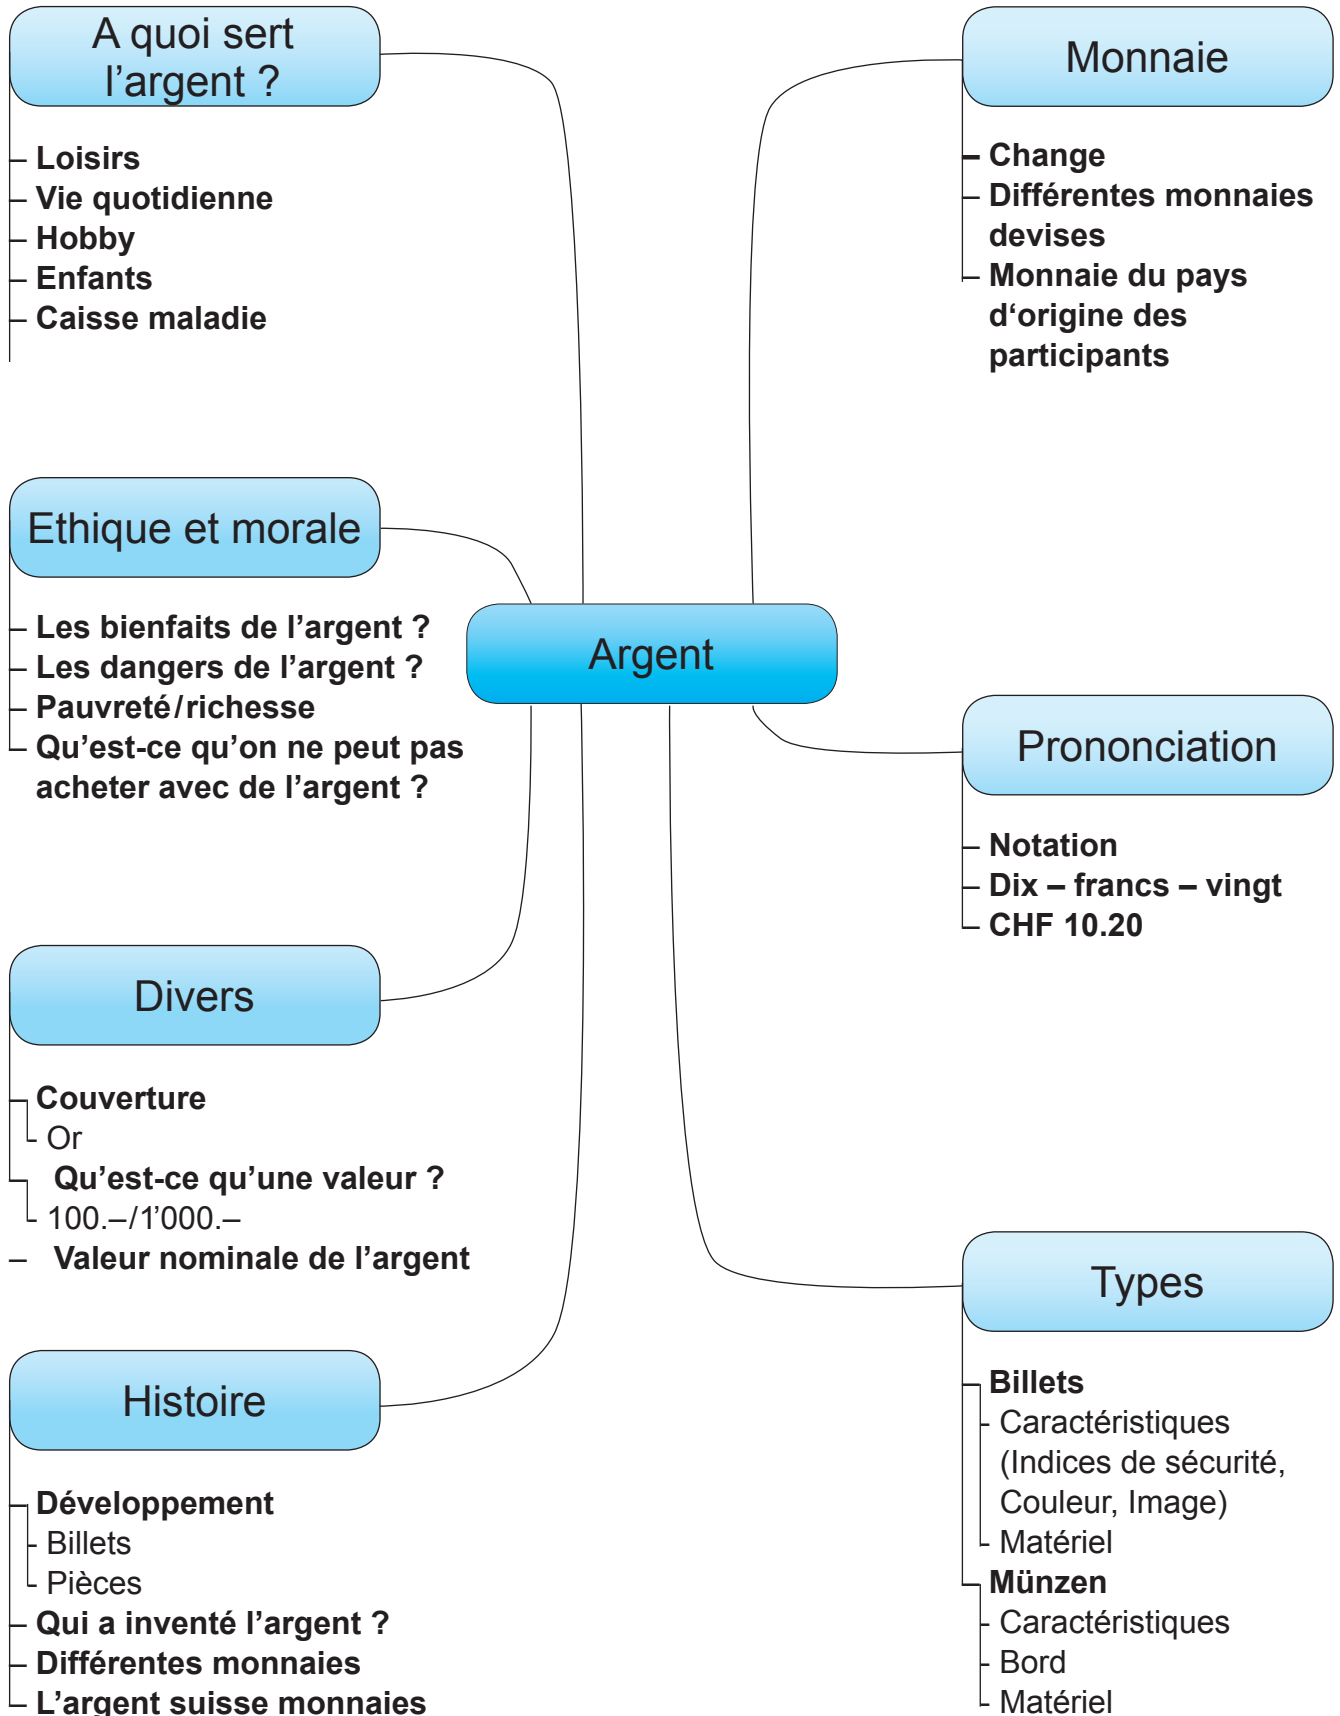 A quoi sert
l’argent ?
– Loisirs
– Vie quotidienne
– Hobby
– Enfants
– Caisse maladie
Ethique et morale
– Les bienfaits de l’argent ?
– Les dangers de l’argent ?
– Pauvreté/richesse
– Qu’est-ce qu’on ne peut pas
acheter avec de l’argent ?
Divers
Couverture
- Or
Qu’est-ce qu’une valeur ?
- 100.–/1’000.–
– Valeur nominale de l’argent
Histoire
Développement
- Billets
- Pièces
– Qui a inventé l’argent ?
– Différentes monnaies
– L’argent suisse monnaies
Argent
Monnaie
– Change
– Différentes monnaies
devises
– Monnaie du pays
d‘origine des
participants
Prononciation
– Notation
– Dix – francs – vingt
– CHF 10.20
Types
Billets
- Caractéristiques
(Indices de sécurité,
Couleur, Image)
- Matériel
Münzen
- Caractéristiques
- Bord
- Matériel